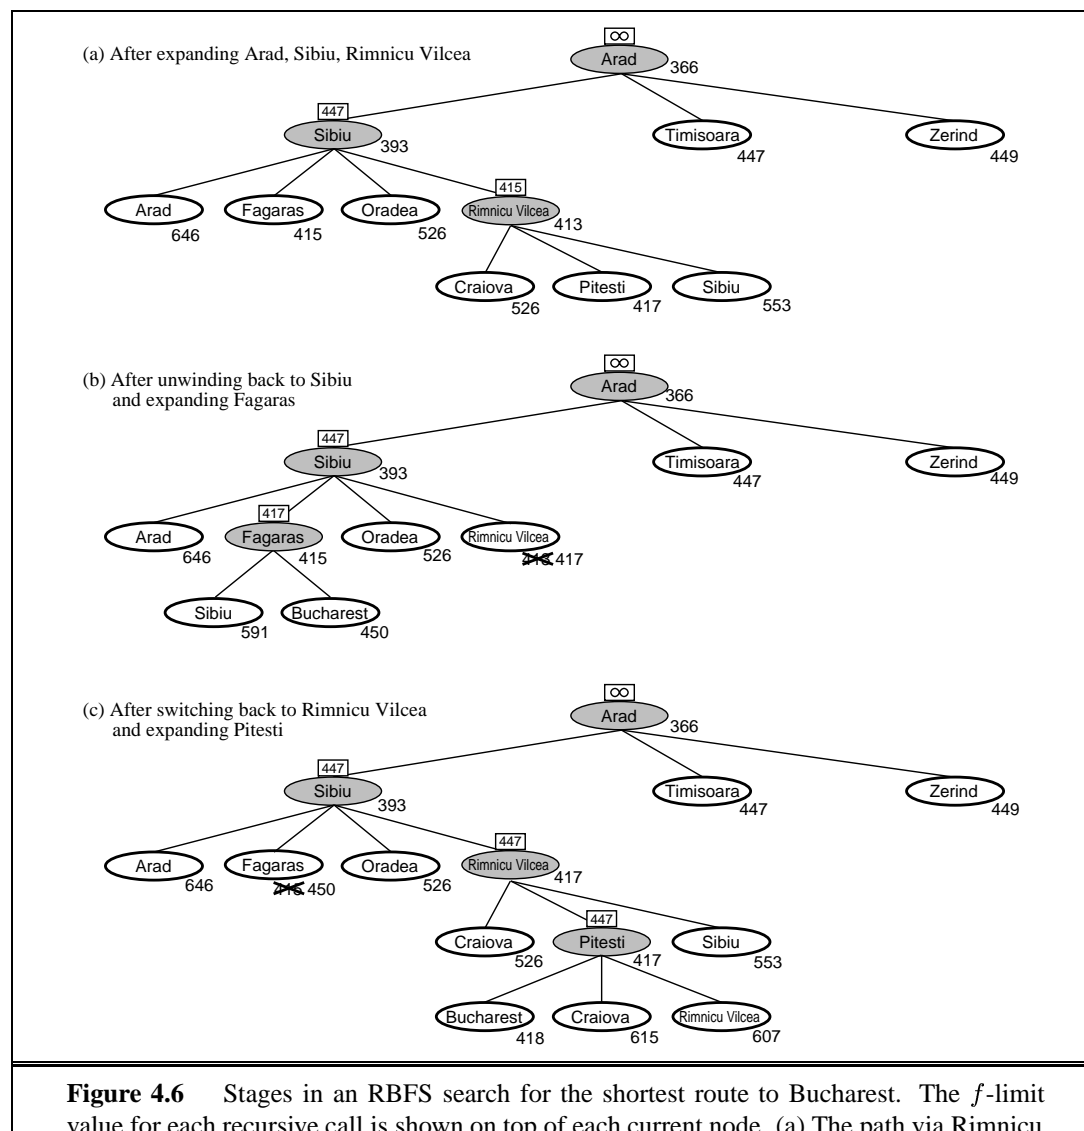 (a) After expanding Arad, Sibiu, Rimnicu Vilcea
∞
Arad
366
447
Sibiu
393
Timisoara
447
Zerind
449
Arad
646
Fagaras
415
Oradea
526
415
Rimnicu Vilcea
413
Craiova
526
Pitesti
417
Sibiu
553
(b) After unwinding back to Sibiu
and expanding Fagaras
∞
Arad
366
447
Sibiu
393
Timisoara
447
Zerind
449
Arad
646
417
Fagaras
415
Oradea
526
Rimnicu Vilcea
413 417
Sibiu
591
Bucharest
450
(c) After switching back to Rimnicu Vilcea
and expanding Pitesti
∞
Arad
366
447
Sibiu
393
Timisoara
447
Zerind
449
Arad
646
Fagaras
415 450
Oradea
526
447
Rimnicu Vilcea
417
Craiova
526
447
Pitesti
417
Sibiu
553
Bucharest
418
Craiova
615
Rimnicu Vilcea
607
Figure 4.6 Stages in an RBFS search for the shortest route to Bucharest. The f-limit
value for each recursive call is shown on top of each current node. (a) The path via Rimnicu